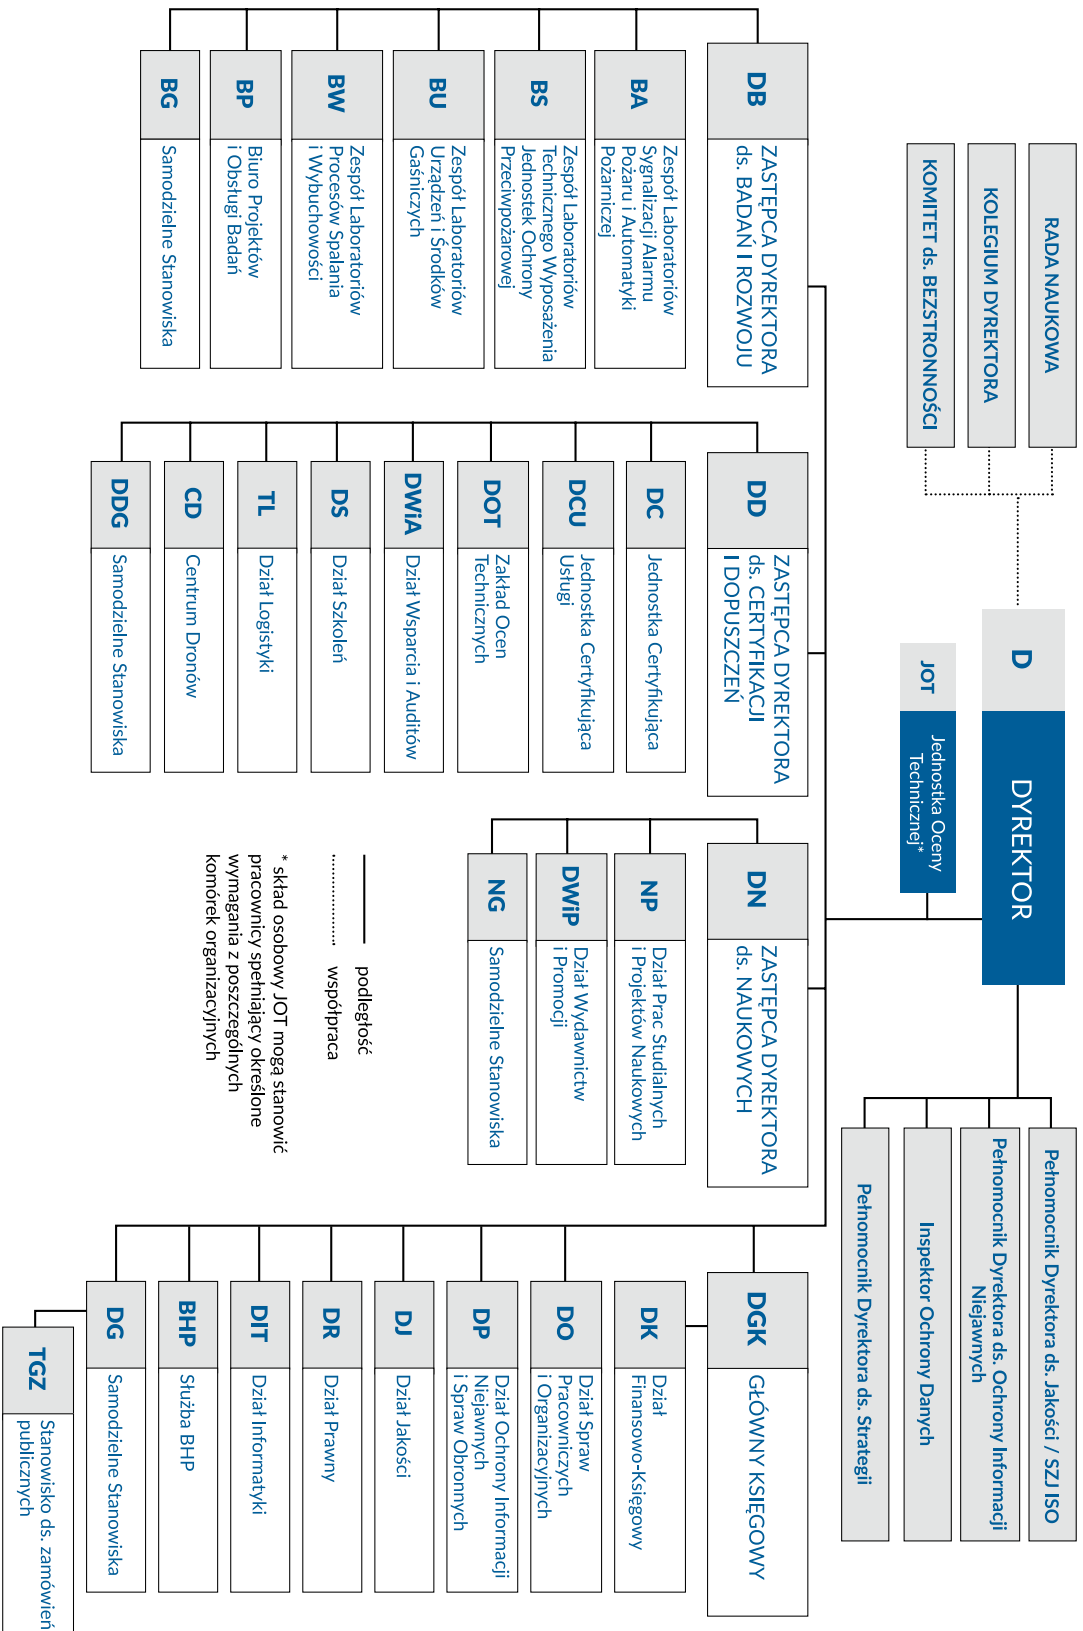 RADA NAUKOWA
KOLEGIUM DYREKTORA
KOMITET ds. BEZSTRONNOŚCI
D
DYREKTOR
JOT
Jednostka Oceny
Technicznej*
Pełnomocnik Dyrektora ds. Jakości / SZJ ISO
Pełnomocnik Dyrektora ds. Ochrony Informacji
Niejawnych
Inspektor Ochrony Danych
Pełnomocnik Dyrektora ds. Strategii
DB
ZASTĘPCA DYREKTORA
ds. BADAŃ I ROZWOJU
BA
Zespół Laboratoriów
Sygnalizacji Alarmu
Pożaru i Automatyki
Pożarniczej
BS
Zespół Laboratoriów
Technicznego Wyposażenia
Jednostek Ochrony
Przeciwpożarowej
BU
Zespół Laboratoriów
Urządzeń i Środków
Gaśniczych
BW
Zespół Laboratoriów
Procesów Spalania
i Wybuchowości
BP
Biuro Projektów
i Obsługi Badań
BG
Samodzielne Stanowiska
DD
ZASTĘPCA DYREKTORA
ds. CERTYFIKACJI
I DOPUSZCZEŃ
DC
Jednostka Certyfikująca
DCU
Jednostka Certyfikująca
Usługi
DOT
Zakład Ocen
Technicznych
DWiA
Dział Wsparcia i Auditów
DS
Dział Szkoleń
TL
Dział Logistyki
CD
Centrum Dronów
DDG
Samodzielne Stanowiska
DN
ZASTĘPCA DYREKTORA
ds. NAUKOWYCH
NP
Dział Prac Studialnych
i Projektów Naukowych
DWiP
Dział Wydawnictw
i Promocji
NG
Samodzielne Stanowiska
DGK
GŁÓWNY KSIĘGOWY
DK
Dział
Finansowo-Księgowy
DO
Dział Spraw
Pracowniczych
i Organizacyjnych
DP
Dział Ochrony Informacji
Niejawnych
i Spraw Obronnych
DJ
Dział Jakości
DR
Dział Prawny
DIT
Dział Informatyki
BHP
Służba BHP
DG
Samodzielne Stanowiska
TGZ
Stanowisko ds. zamówień
publicznych
podległość
współpraca
* skład osobowy JOT mogą stanowić
pracownicy spełniający określone
wymagania z poszczególnych
komórek organizacyjnych